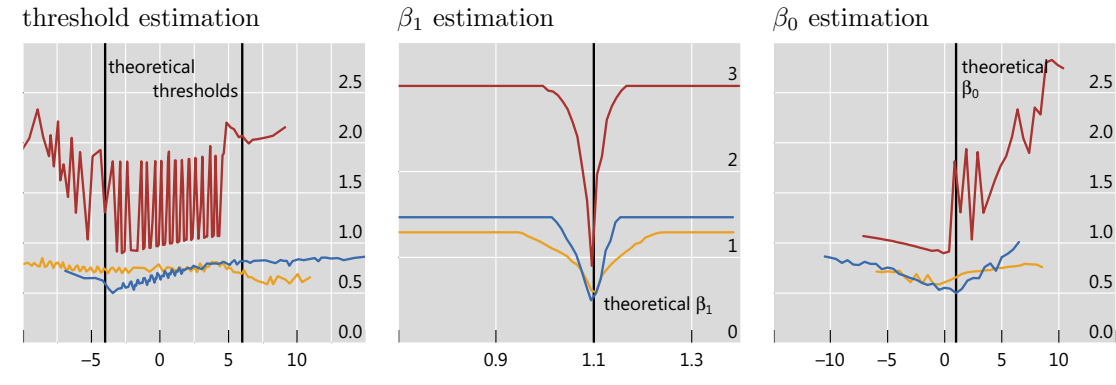 threshold estimation
theoretical
thresholds
2.5
2.0
1.5
1.0
0.5
0.0
−5 0 5 10
β₁ estimation
3
2
1
theoretical β₁
0
0.9 1.1 1.3
β₀ estimation
theoretical
β₀
2.5
2.0
1.5
1.0
0.5
0.0
−10 −5 0 5 10